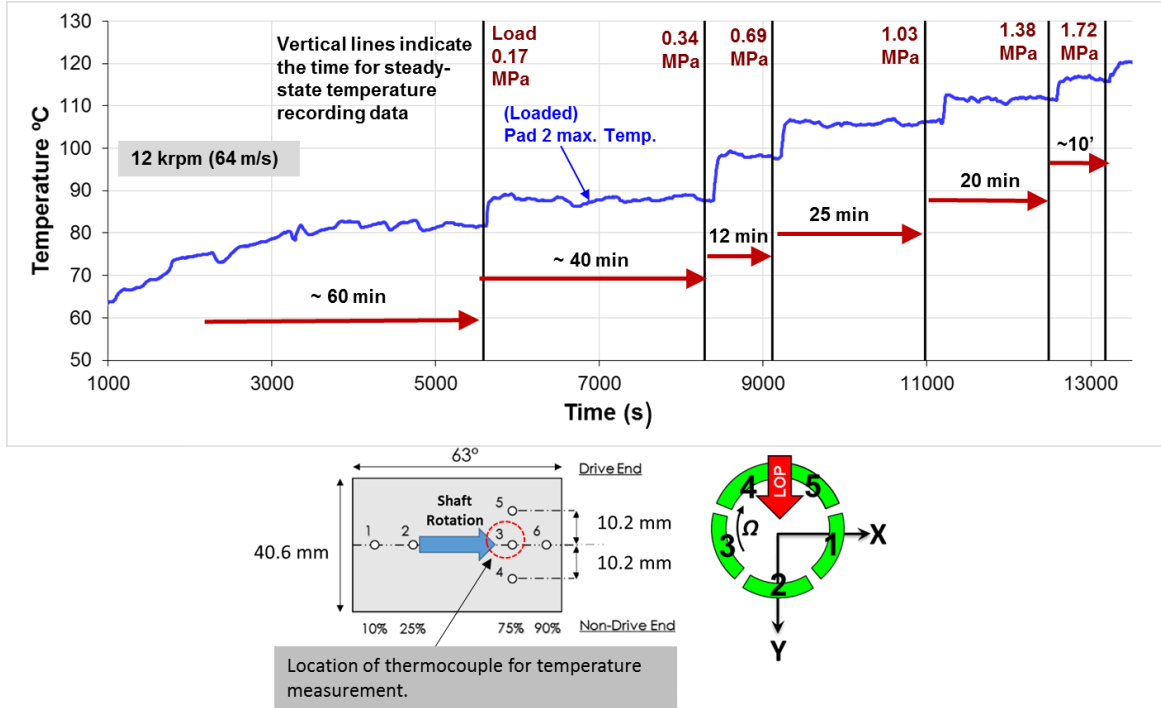 130
120
110
100
90
80
70
60
50
Temperature ºC
Vertical lines indicate
the time for steady-
state temperature
recording data
Load
0.17
MPa
0.34
MPa
0.69
MPa
1.03
MPa
1.38
MPa
1.72
MPa
(Loaded)
Pad 2 max. Temp.
12 krpm (64 m/s)
~ 60 min
~ 40 min
12 min
25 min
20 min
~10’
1000
3000
5000
7000
9000
11000
13000
Time (s)
63º
Drive End
40.6 mm
Shaft
Rotation
1
2
3
4
5
6
10.2 mm
10.2 mm
10%
25%
75%
90%
Non-Drive End
Location of thermocouple for temperature
measurement.
LOP
4
5
3
Ω
1
2
X
Y